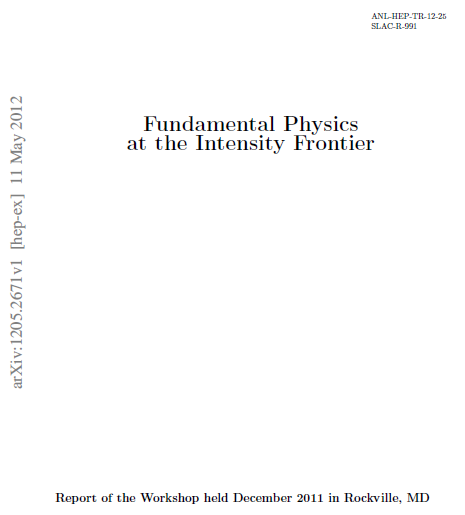 ANL-HEP-TR-12-25
SLAC-R-991
Fundamental Physics
at the Intensity Frontier
arXiv:1205.2671v1 [hep-ex] 11 May 2012
Report of the Workshop held December 2011 in Rockville, MD